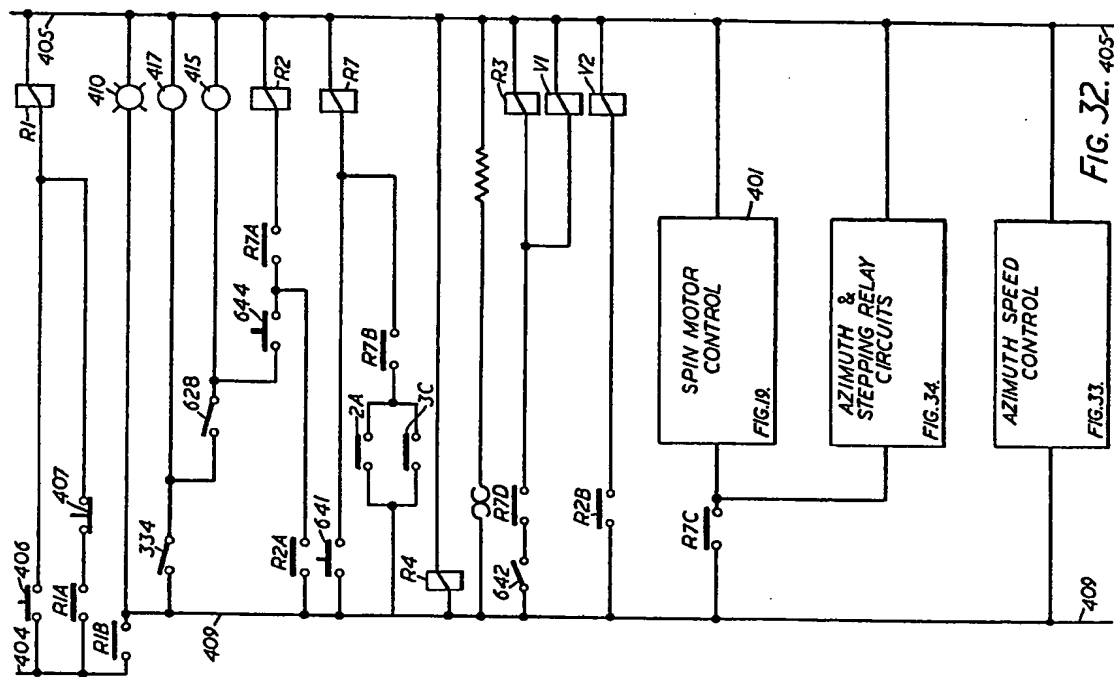 404
406
R1
405
R1A
407
R1B
410
334
417
628
415
409
644
R7A
R2
R2A
641
R7
2A
R7B
3C
R4
R7D
R3
642
V1
R2B
V2
R7C
SPIN MOTOR
CONTROL
FIG.19.
401
AZIMUTH &
STEPPING RELAY
CIRCUITS
FIG.34.
AZIMUTH SPEED
CONTROL
FIG.33.
409
405
FIG. 32.